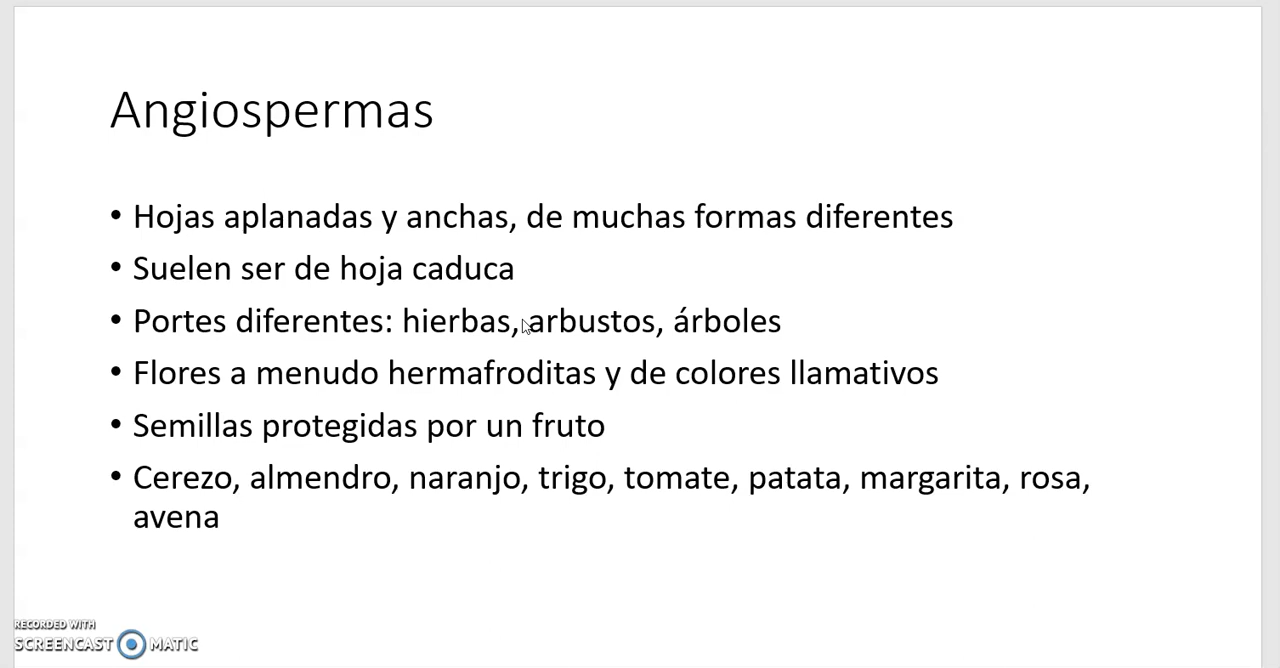 Angiospermas
• Hojas aplanadas y anchas, de muchas formas diferentes
• Suelen ser de hoja caduca
• Portes diferentes: hierbas, arbustos, árboles
• Flores a menudo hermafroditas y de colores llamativos
• Semillas protegidas por un fruto
• Cerezo, almendro, naranjo, trigo, tomate, patata, margarita, rosa,
avena
RECORDED WITH
SCREENCAST MATIC